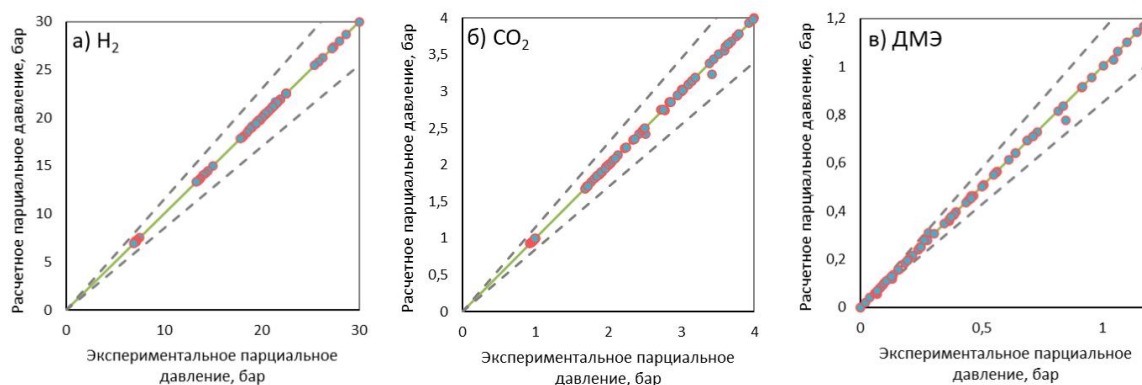 а) H₂
Расчетное парциальное давление, бар
30
25
20
15
10
5
0
0 10 20 30
Экспериментальное парциальное
давление, бар
б) CO₂
Расчетное парциальное давление, бар
4
3,5
3
2,5
2
1,5
1
0,5
0
0 1 2 3 4
Экспериментальное парциальное
давление, бар
в) ДМЭ
Расчетное парциальное давление, бар
1,2
1
0,8
0,6
0,4
0,2
0
0 0,5 1
Экспериментальное парциальное
давление, бар